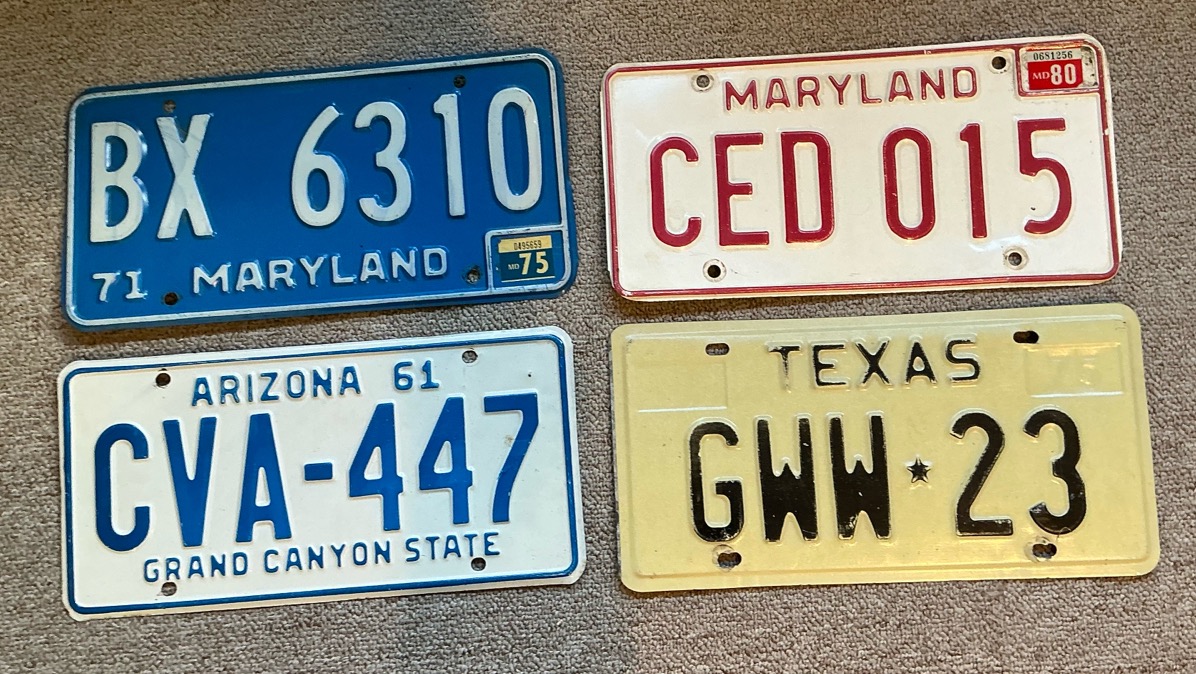 BX 6310
0495659
MD 75
71 MARYLAND
MARYLAND
0681256
MD 80
CED 015
ARIZONA 61
CVA-447
GRAND CANYON STATE
TEXAS
GWW★23